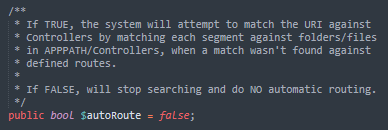 /**
* If TRUE, the system will attempt to match the URI against
* Controllers by matching each segment against folders/files
* in APPPATH/Controllers, when a match wasn't found against
* defined routes.
*
* If FALSE, will stop searching and do NO automatic routing.
*/
public bool $autoRoute = false;